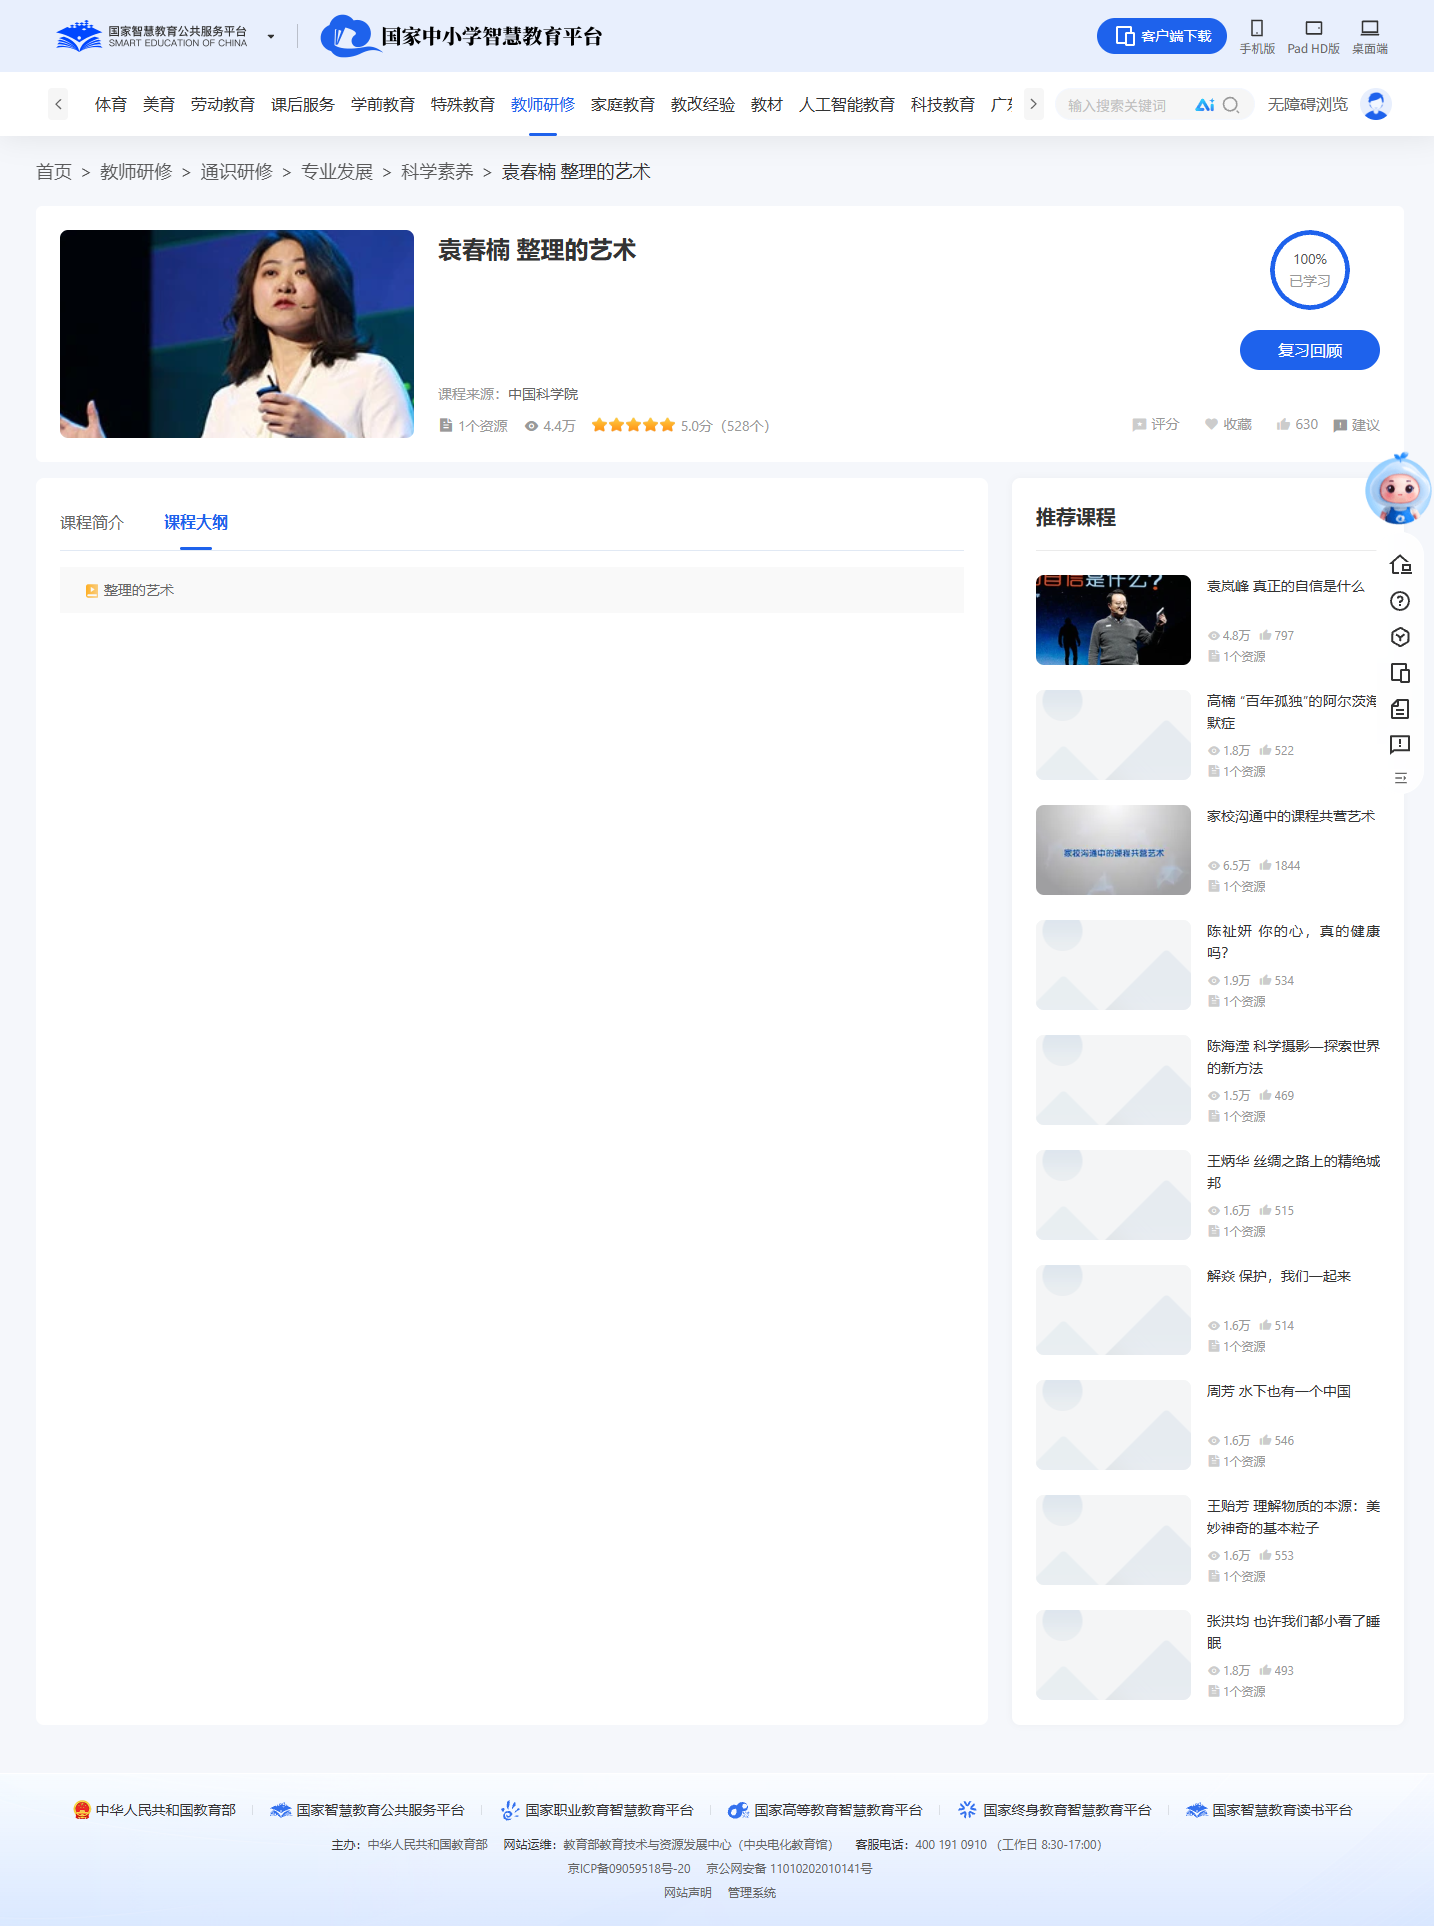 国家智慧教育公共服务平台
SMART EDUCATION OF CHINA
国家中小学智慧教育平台
客户端下载
手机版
Pad HD版
桌面端
体育 美育 劳动教育 课后服务 学前教育 特殊教育 教师研修 家庭教育 教改经验 教材 人工智能教育 科技教育
输入搜索关键词
Ai
无障碍浏览
首页 > 教师研修 > 通识研修 > 专业发展 > 科学素养 > 袁春楠 整理的艺术
袁春楠 整理的艺术
100%
已学习
复习回顾
课程来源：中国科学院
1个资源 4.4万 5.0分（528个）
评分 收藏 630 建议
课程简介 课程大纲
整理的艺术
推荐课程
自信是什么？
袁岚峰 真正的自信是什么
4.8万 797
1个资源
高楠 “百年孤独”的阿尔茨海
默症
1.8万 522
1个资源
家校沟通中的课程共营艺术
家校沟通中的课程共营艺术
6.5万 1844
1个资源
陈祉妍 你的心，真的健康
吗？
1.9万 534
1个资源
陈海滢 科学摄影—探索世界
的新方法
1.5万 469
1个资源
王炳华 丝绸之路上的精绝城
邦
1.6万 515
1个资源
解焱 保护，我们一起来
1.6万 514
1个资源
周芳 水下也有一个中国
1.6万 546
1个资源
王贻芳 理解物质的本源：美
妙神奇的基本粒子
1.6万 553
1个资源
张洪均 也许我们都小看了睡
眠
1.8万 493
1个资源
中华人民共和国教育部 国家智慧教育公共服务平台 国家职业教育智慧教育平台 国家高等教育智慧教育平台 国家终身教育智慧教育平台 国家智慧教育读书平台
主办：中华人民共和国教育部 网站运维：教育部教育技术与资源发展中心（中央电化教育馆） 客服电话：400 191 0910 （工作日 8:30-17:00）
京ICP备09059518号-20 京公网安备 11010202010141号
网站声明 管理系统